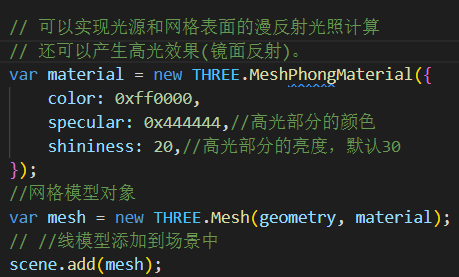 // 可以实现光源和网格表面的漫反射光照计算
// 还可以产生高光效果(镜面反射)。
var material = new THREE.MeshPhongMaterial({
    color: 0xff0000,
    specular: 0x444444,//高光部分的颜色
    shininess: 20,//高光部分的亮度，默认30
});
//网格模型对象
var mesh = new THREE.Mesh(geometry, material);
// //线模型添加到场景中
scene.add(mesh);